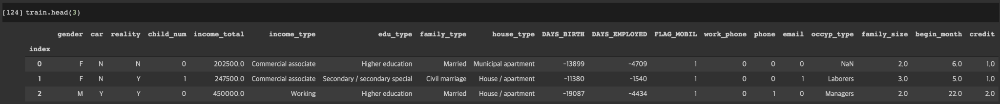 [124] train.head(3)
gender car reality child_num income_total income_type edu_type family_type house_type DAYS_BIRTH DAYS_EMPLOYED FLAG_MOBIL work_phone phone email occyp_type family_size begin_month credit
index
0 F N N 0 202500.0 Commercial associate Higher education Married Municipal apartment -13899 -4709 1 0 0 0 NaN 2.0 6.0 1.0
1 F N Y 1 247500.0 Commercial associate Secondary / secondary special Civil marriage House / apartment -11380 -1540 1 0 0 1 Laborers 3.0 5.0 1.0
2 M Y Y 0 450000.0 Working Higher education Married House / apartment -19087 -4434 1 0 1 0 Managers 2.0 22.0 2.0